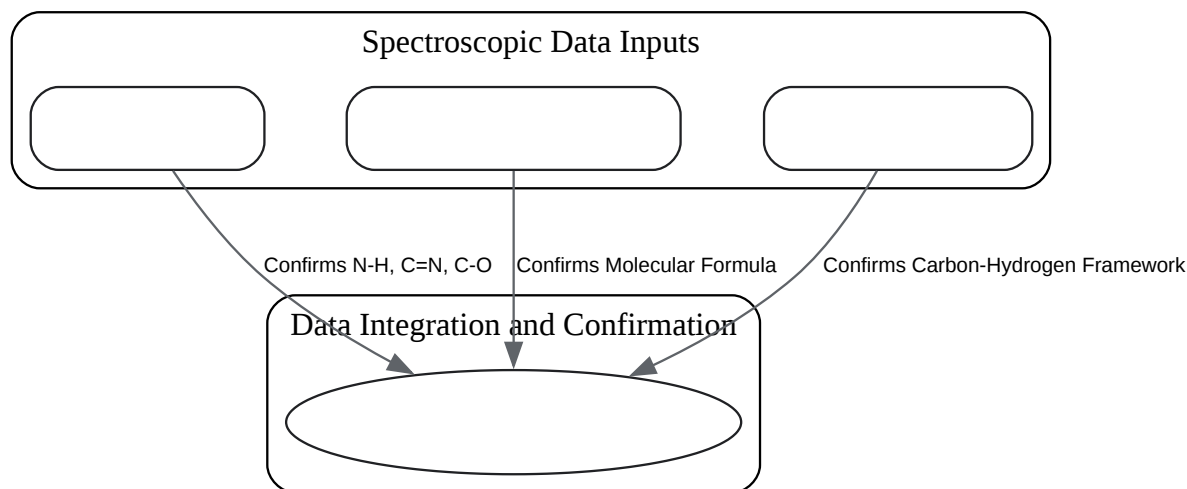 Spectroscopic Data Inputs
Confirms N-H, C=N, C-O
Confirms Molecular Formula
Confirms Carbon-Hydrogen Framework
Data Integration and Confirmation